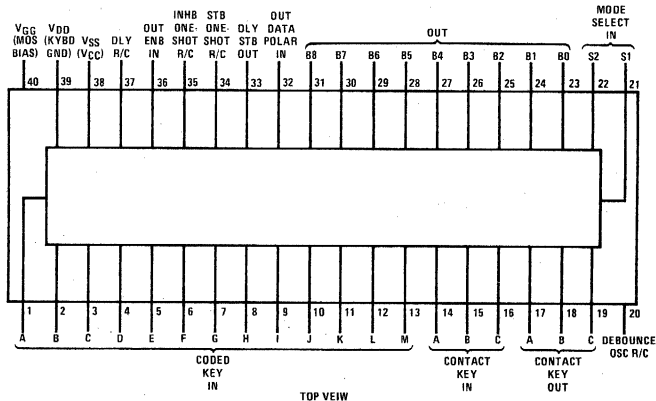 VGG (MOS BIAS)
VDD (KYBD GND)
VSS (VCC)
DLY R/C
OUT ENB IN
INHB ONE- SHOT R/C
STB ONE- SHOT R/C
DLY STB OUT
OUT DATA POLAR IN
OUT
B8 B7 B6 B5 B4 B3 B2 B1 B0
MODE SELECT IN
S2 S1
40 39 38 37 36 35 34 33 32 31 30 29 28 27 26 25 24 23 22 21
1 2 3 4 5 6 7 8 9 10 11 12 13 14 15 16 17 18 19 20
A B C D E F G H I J K L M A B C A B C DEBOUNCE OSC R/C
CODED KEY IN
CONTACT KEY IN
CONTACT KEY OUT
TOP VEIW